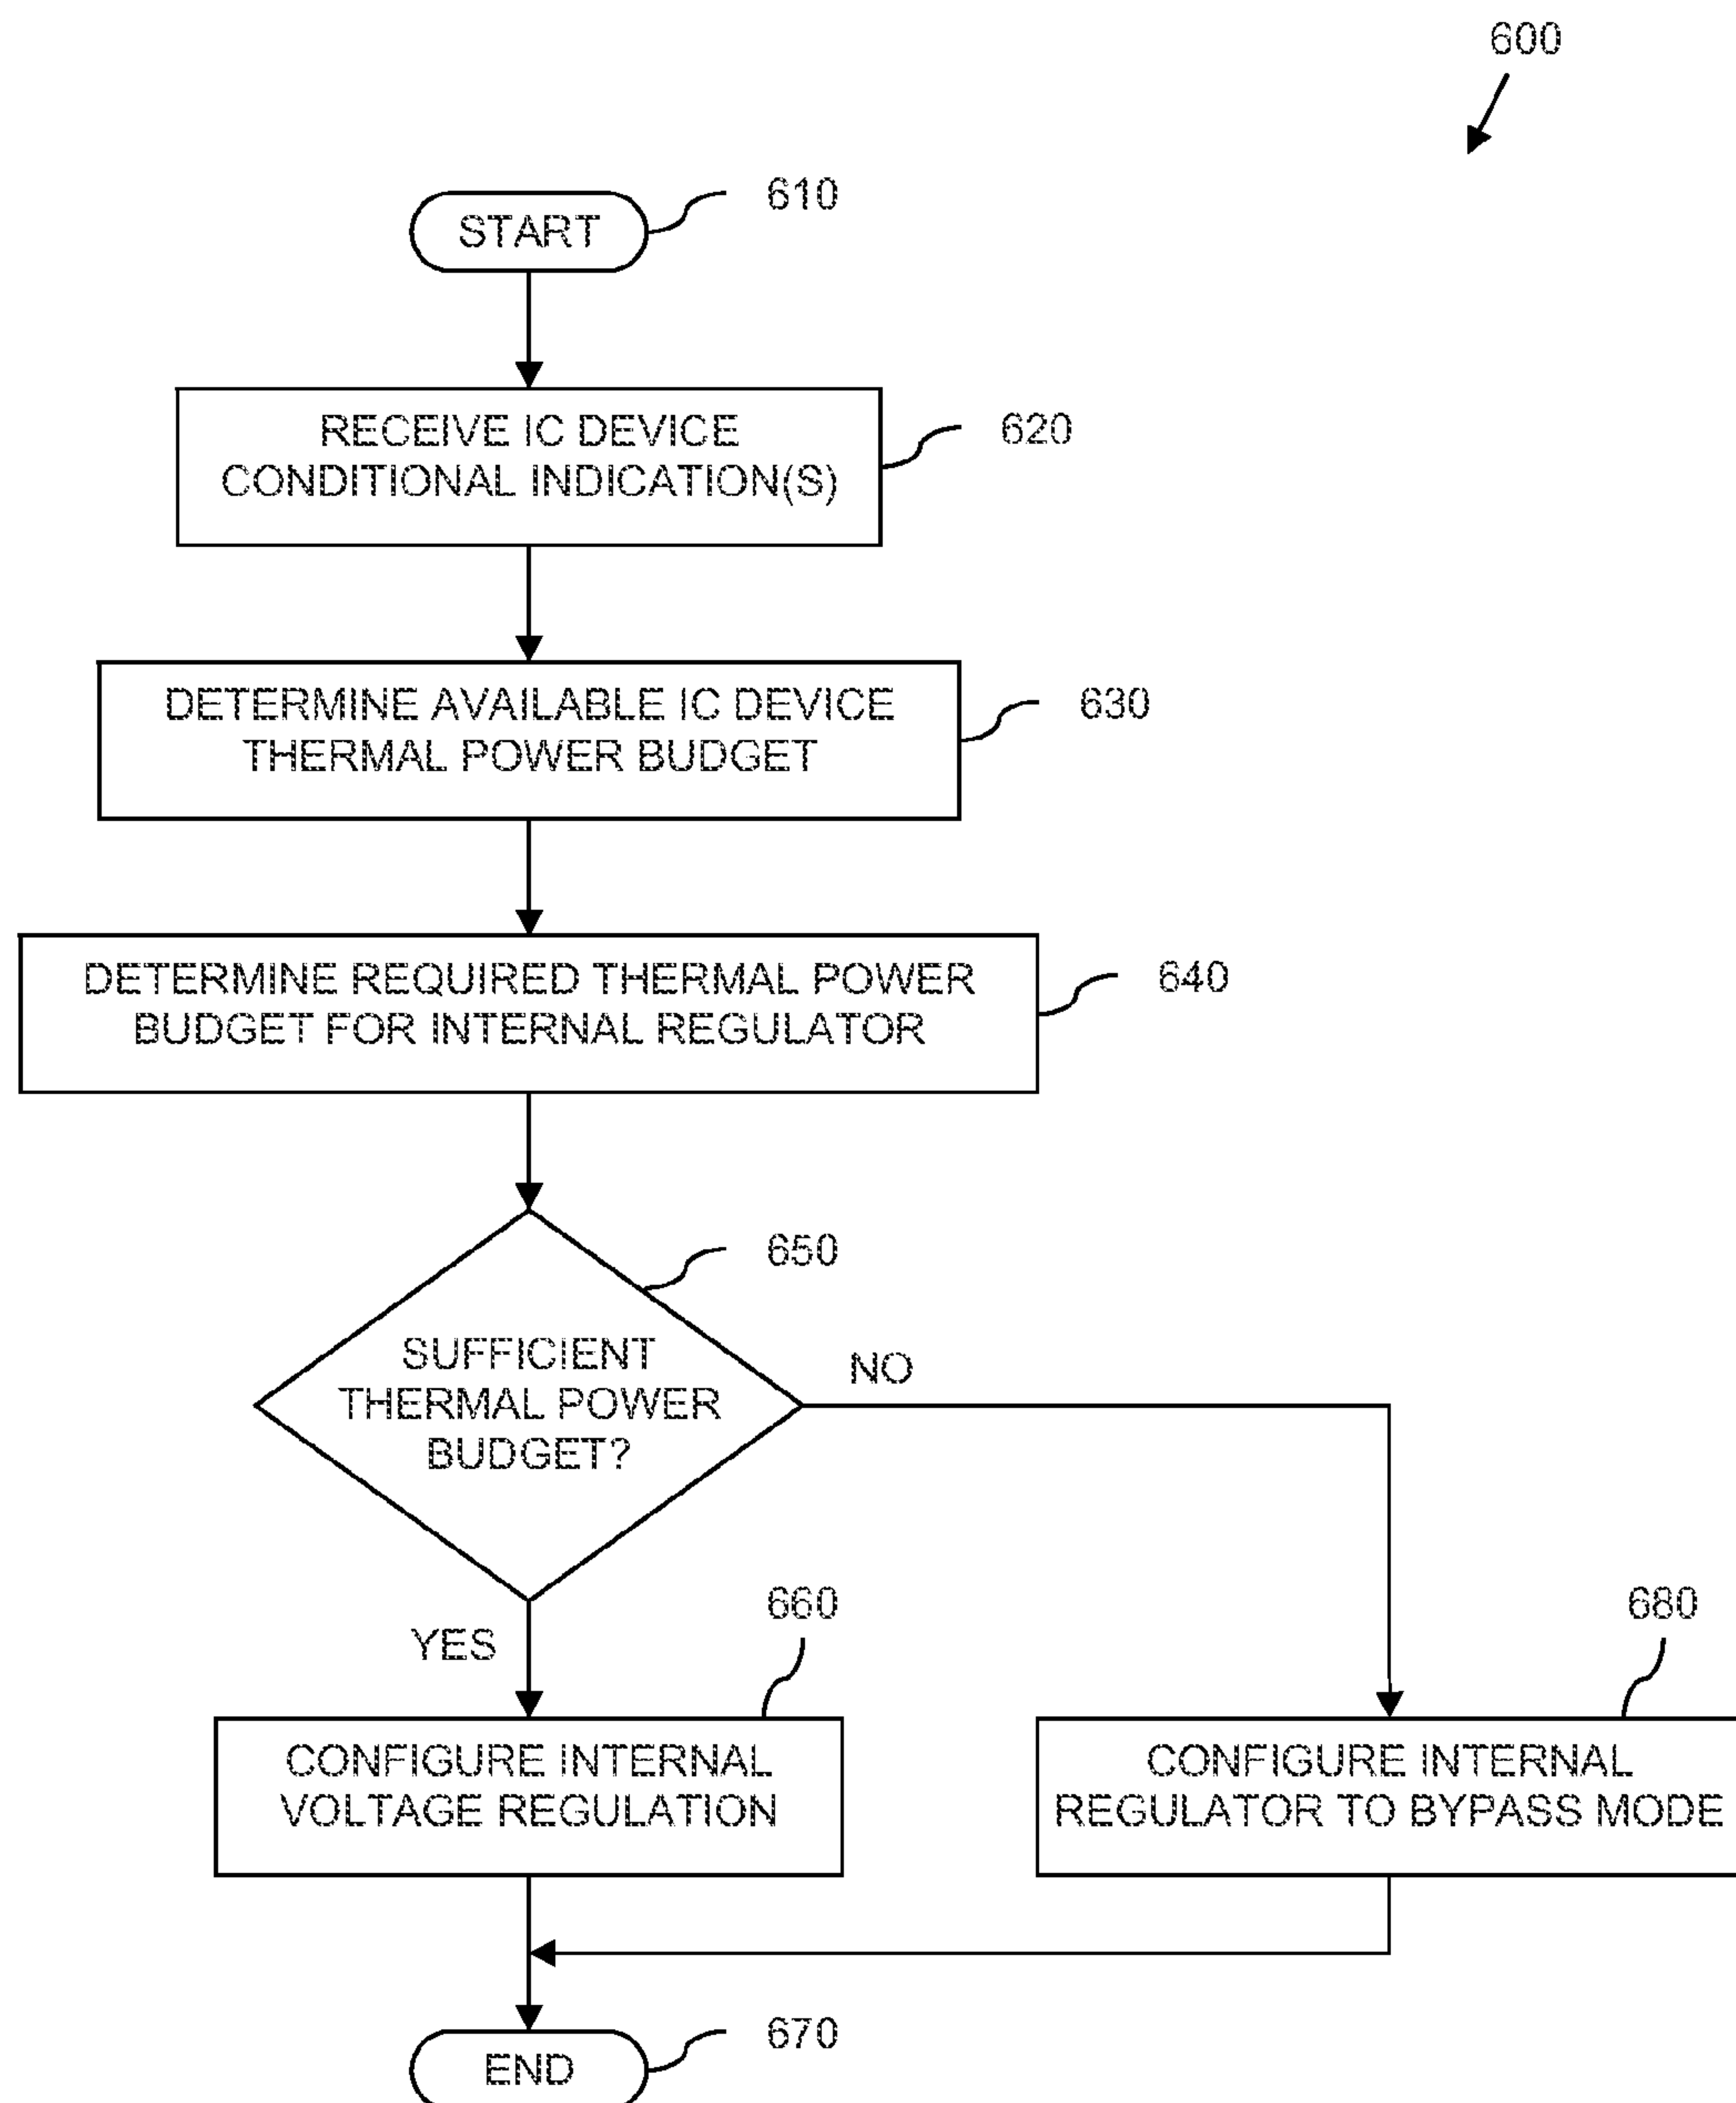 600
START
610
RECEIVE IC DEVICE
CONDITIONAL INDICATION(S)
620
DETERMINE AVAILABLE IC DEVICE
THERMAL POWER BUDGET
630
DETERMINE REQUIRED THERMAL POWER
BUDGET FOR INTERNAL REGULATOR
640
650
SUFFICIENT
THERMAL POWER
BUDGET?
NO
YES
660
680
CONFIGURE INTERNAL
VOLTAGE REGULATION
CONFIGURE INTERNAL
REGULATOR TO BYPASS MODE
END
670